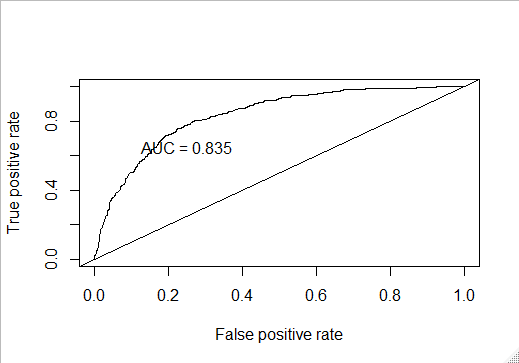 True positive rate
0.8
0.4
0.0
AUC = 0.835
0.0 0.2 0.4 0.6 0.8 1.0
False positive rate